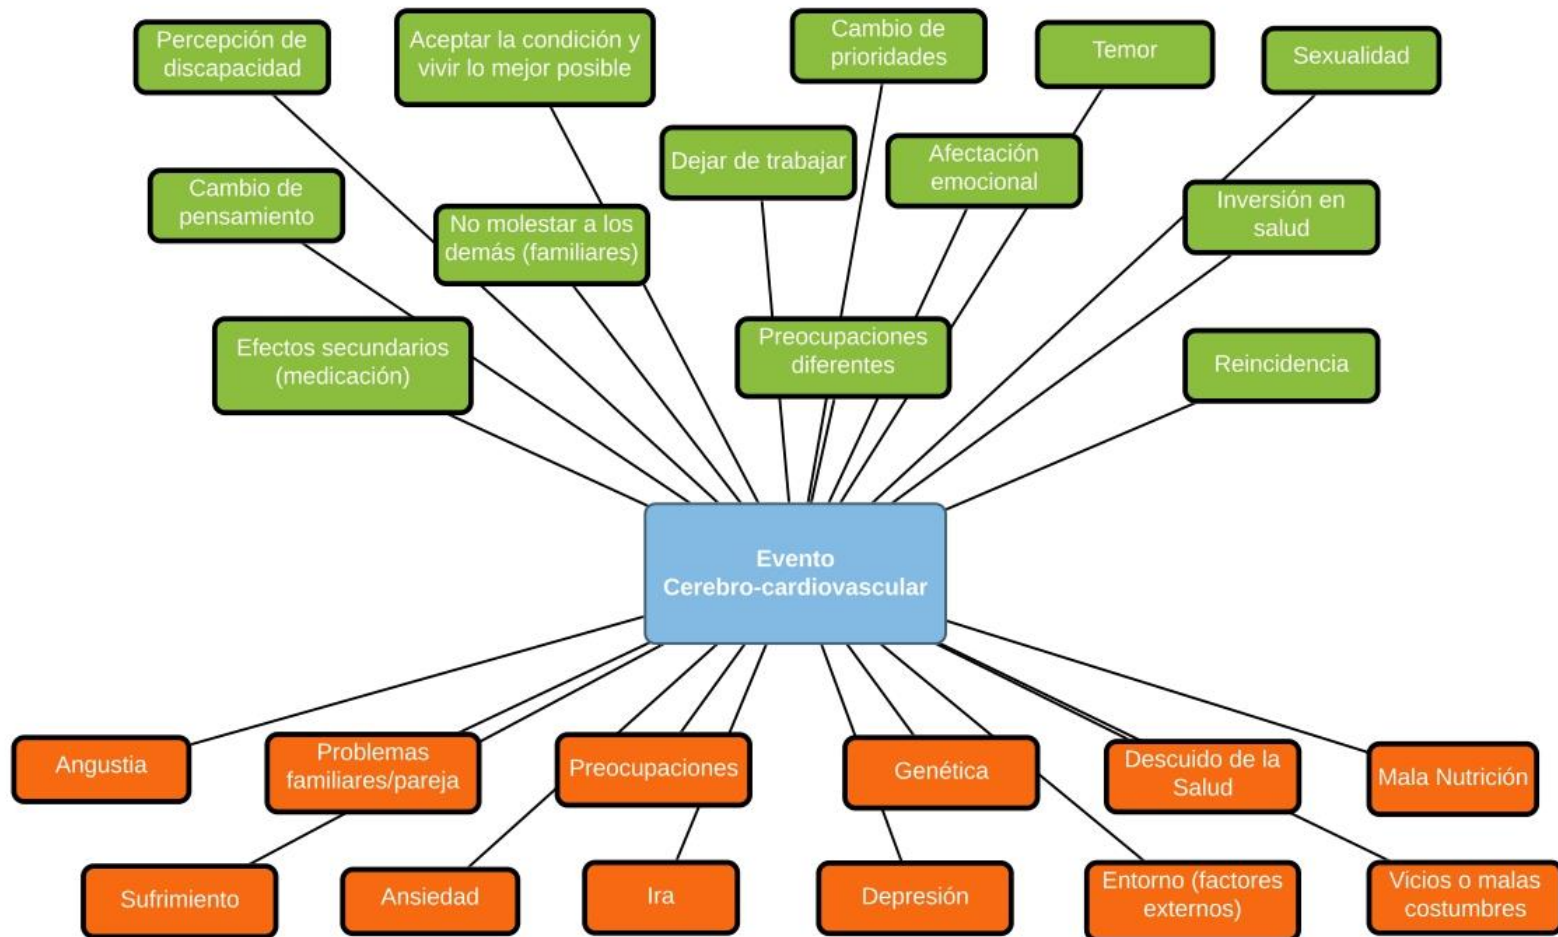 Percepción de
discapacidad
Aceptar la condición y
vivir lo mejor posible
Cambio de
prioridades
Temor
Sexualidad
Dejar de trabajar
Afectación
emocional
Cambio de
pensamiento
No molestar a los
demás (familiares)
Inversión en
salud
Efectos secundarios
(medicación)
Preocupaciones
diferentes
Reincidencia
Evento
Cerebro-cardiovascular
Angustia
Problemas
familiares/pareja
Preocupaciones
Genética
Descuido de la
Salud
Mala Nutrición
Sufrimiento
Ansiedad
Ira
Depresión
Entorno (factores
externos)
Vicios o malas
costumbres